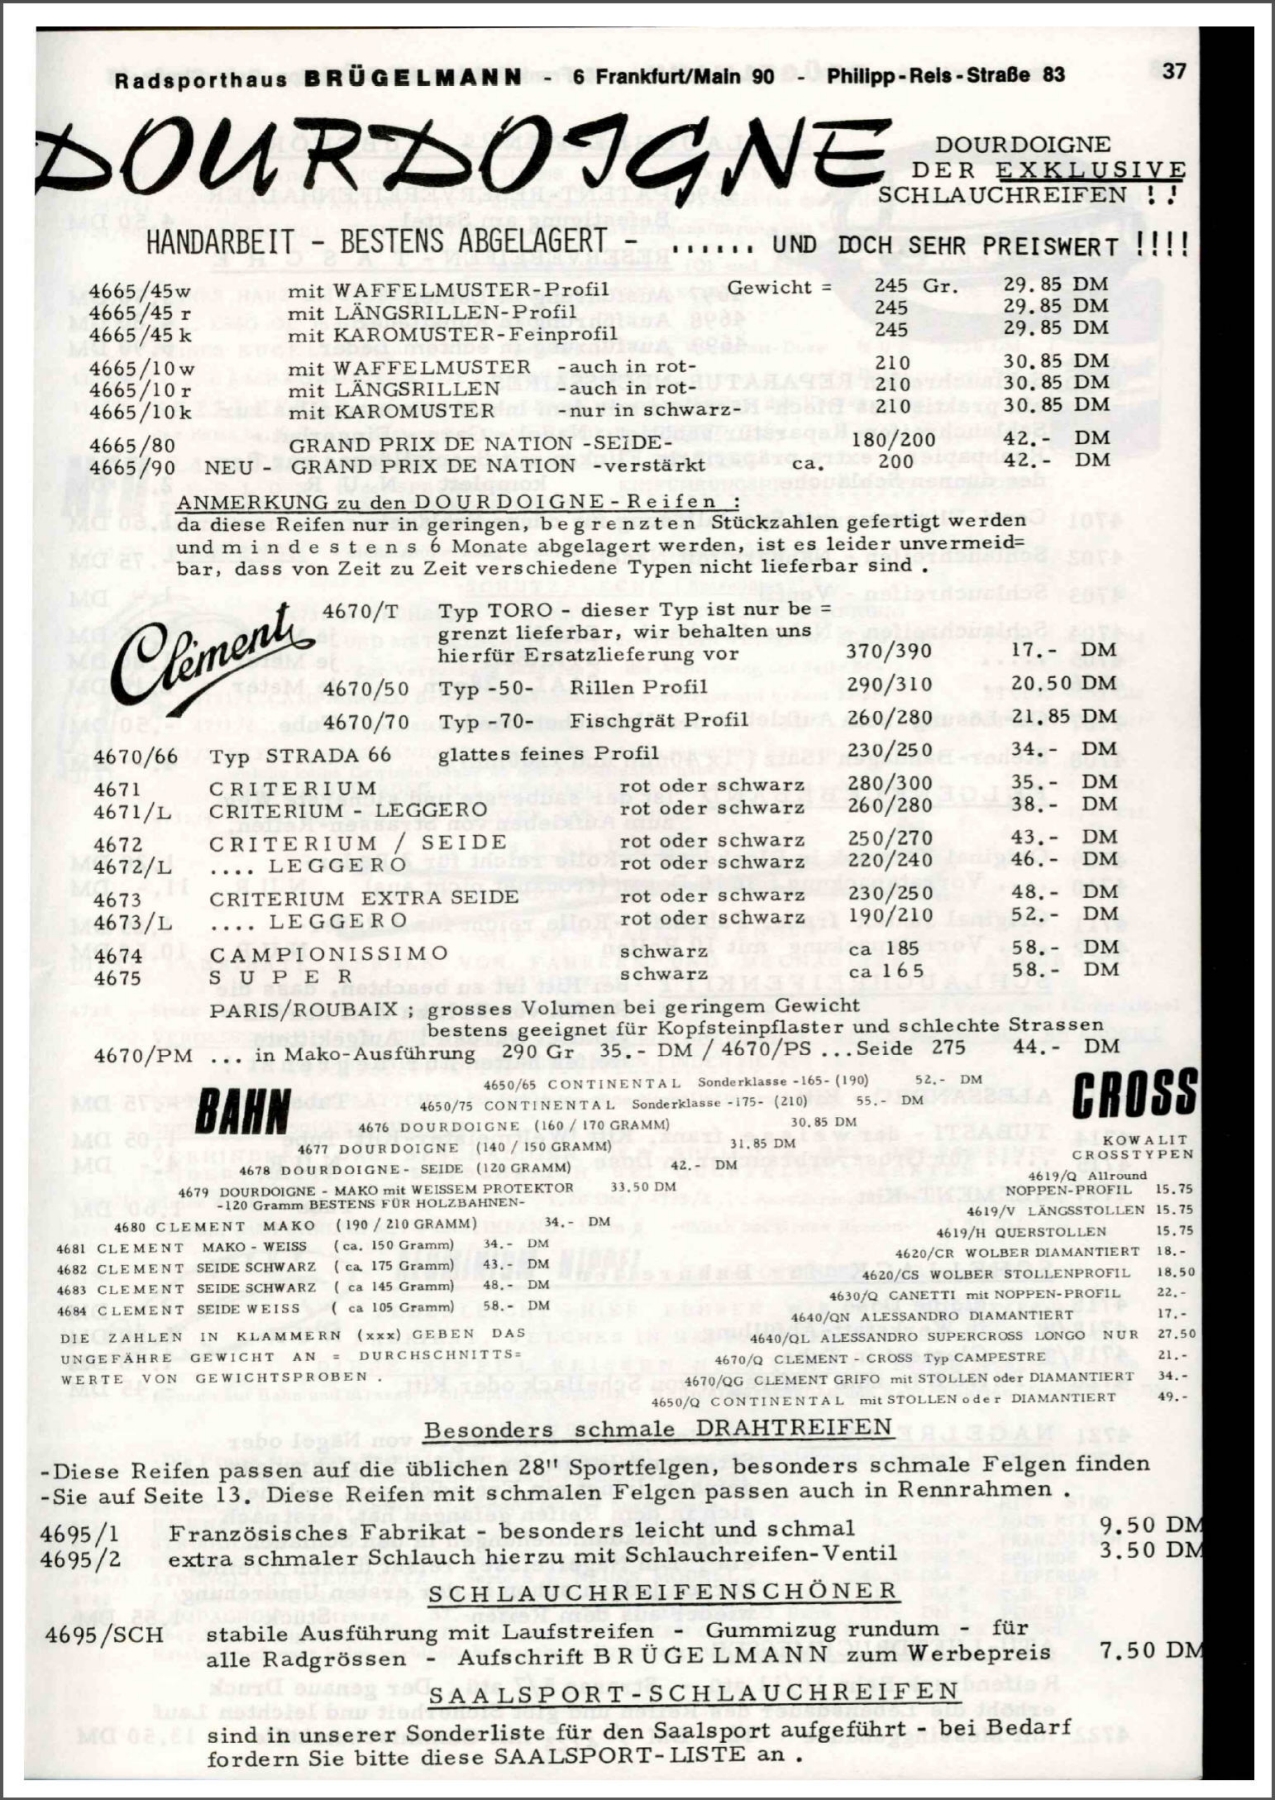 Radsporthaus BRÜGELMANN - 6 Frankfurt/Main 90 - Philipp-Reis-Straße 83 37
DOURDOIGNE
DOURDOIGNE
DER EXKLUSIVE
SCHLAUCHREIFEN !!
HANDARBEIT - BESTENS ABGELAGERT - ...... UND DOCH SEHR PREISWERT !!!!
4665/45w mit WAFFELMUSTER-Profil Gewicht = 245 Gr. 29.85 DM
4665/45 r mit LÄNGSRILLEN-Profil 245 29.85 DM
4665/45 k mit KAROMUSTER-Feinprofil 245 29.85 DM
4665/10w mit WAFFELMUSTER -auch in rot- 210 30.85 DM
4665/10 r mit LÄNGSRILLEN -auch in rot- 210 30.85 DM
4665/10k mit KAROMUSTER -nur in schwarz- 210 30.85 DM
4665/80 GRAND PRIX DE NATION -SEIDE- 180/200 42.- DM
4665/90 NEU - GRAND PRIX DE NATION -verstärkt ca. 200 42.- DM
ANMERKUNG zu den DOURDOIGNE-Reifen :
da diese Reifen nur in geringen, begrenzten Stückzahlen gefertigt werden
und mindestens 6 Monate abgelagert werden, ist es leider unvermeid=
bar, dass von Zeit zu Zeit verschiedene Typen nicht lieferbar sind .
Clément
4670/T Typ TORO - dieser Typ ist nur be =
grenzt lieferbar, wir behalten uns
hierfür Ersatzlieferung vor 370/390 17.- DM
4670/50 Typ -50- Rillen Profil 290/310 20.50 DM
4670/70 Typ -70- Fischgrät Profil 260/280 21.85 DM
4670/66 Typ STRADA 66 glattes feines Profil 230/250 34.- DM
4671 CRITERIUM rot oder schwarz 280/300 35.- DM
4671/L CRITERIUM - LEGGERO rot oder schwarz 260/280 38.- DM
4672 CRITERIUM / SEIDE rot oder schwarz 250/270 43.- DM
4672/L .... LEGGERO rot oder schwarz 220/240 46.- DM
4673 CRITERIUM EXTRA SEIDE rot oder schwarz 230/250 48.- DM
4673/L .... LEGGERO rot oder schwarz 190/210 52.- DM
4674 CAMPIONISSIMO schwarz ca 185 58.- DM
4675 SUPER schwarz ca 165 58.- DM
PARIS/ROUBAIX ; grosses Volumen bei geringem Gewicht
bestens geeignet für Kopfsteinpflaster und schlechte Strassen
4670/PM ... in Mako-Ausführung 290 Gr 35.- DM / 4670/PS ...Seide 275 44.- DM
BAHN
4650/65 CONTINENTAL Sonderklasse -165- (190) 52.- DM
4650/75 CONTINENTAL Sonderklasse -175- (210) 55.- DM
4676 DOURDOIGNE (160 / 170 GRAMM) 30.85 DM
4677 DOURDOIGNE (140 / 150 GRAMM) 31.85 DM
4678 DOURDOIGNE- SEIDE (120 GRAMM) 42.- DM
4679 DOURDOIGNE - MAKO mit WEISSEM PROTEKTOR 33.50 DM
-120 Gramm BESTENS FÜR HOLZBAHNEN-
4680 CLEMENT MAKO (190 / 210 GRAMM) 34.- DM
4681 CLEMENT MAKO - WEISS ( ca. 150 Gramm) 34.- DM
4682 CLEMENT SEIDE SCHWARZ ( ca 175 Gramm) 43.- DM
4683 CLEMENT SEIDE SCHWARZ ( ca 145 Gramm) 48.- DM
4684 CLEMENT SEIDE WEISS ( ca 105 Gramm) 58.- DM
DIE ZAHLEN IN KLAMMERN (xxx) GEBEN DAS
UNGEFÄHRE GEWICHT AN = DURCHSCHNITTS=
WERTE VON GEWICHTSPROBEN .
CROSS
KOWALIT
CROSSTYPEN
4619/Q Allround
NOPPEN-PROFIL 15.75
4619/V LÄNGSSTOLLEN 15.75
4619/H QUERSTOLLEN 15.75
4620/CR WOLBER DIAMANTIERT 18.-
4620/CS WOLBER STOLLENPROFIL 18.50
4630/Q CANETTI mit NOPPEN-PROFIL 22.-
4640/QN ALESSANDRO DIAMANTIERT 17.-
4640/QL ALESSANDRO SUPERCROSS LONGO NUR 27.50
4670/Q CLEMENT - CROSS Typ CAMPESTRE 21.-
4670/QG CLEMENT GRIFO mit STOLLEN oder DIAMANTIERT 34.-
4650/Q CONTINENTAL mit STOLLEN oder DIAMANTIERT 49.-
Besonders schmale DRAHTREIFEN
-Diese Reifen passen auf die üblichen 28" Sportfelgen, besonders schmale Felgen finden
-Sie auf Seite 13. Diese Reifen mit schmalen Felgen passen auch in Rennrahmen .
4695/1 Französisches Fabrikat - besonders leicht und schmal 9.50 DM
4695/2 extra schmaler Schlauch hierzu mit Schlauchreifen-Ventil 3.50 DM
SCHLAUCHREIFENSCHÖNER
4695/SCH stabile Ausführung mit Laufstreifen - Gummizug rundum - für
alle Radgrössen - Aufschrift BRÜGELMANN zum Werbepreis 7.50 DM
SAALSPORT-SCHLAUCHREIFEN
sind in unserer Sonderliste für den Saalsport aufgeführt - bei Bedarf
fordern Sie bitte diese SAALSPORT-LISTE an .